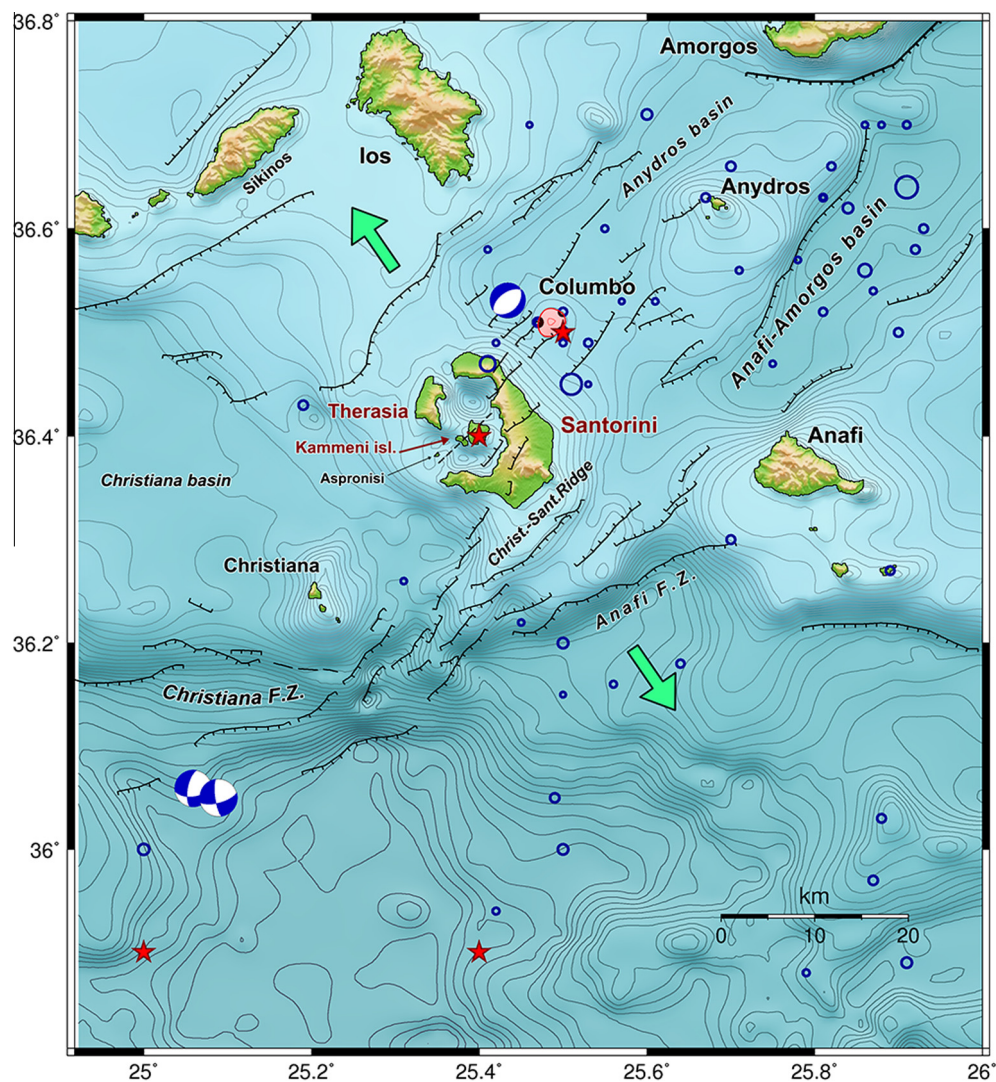 36.8°
Amorgos
Ios
Anydros basin
Sikinos
Anydros
36.6°
Anafi-Amorgos basin
Columbo
Therasia
Santorini
Kammeni isl.
36.4°
Anafi
Aspronisi
Christiana basin
Christ.-Sant.Ridge
Christiana
Anafi F.Z.
36.2°
Christiana F.Z.
36°
km
0 10 20
25° 25.2° 25.4° 25.6° 25.8° 26°